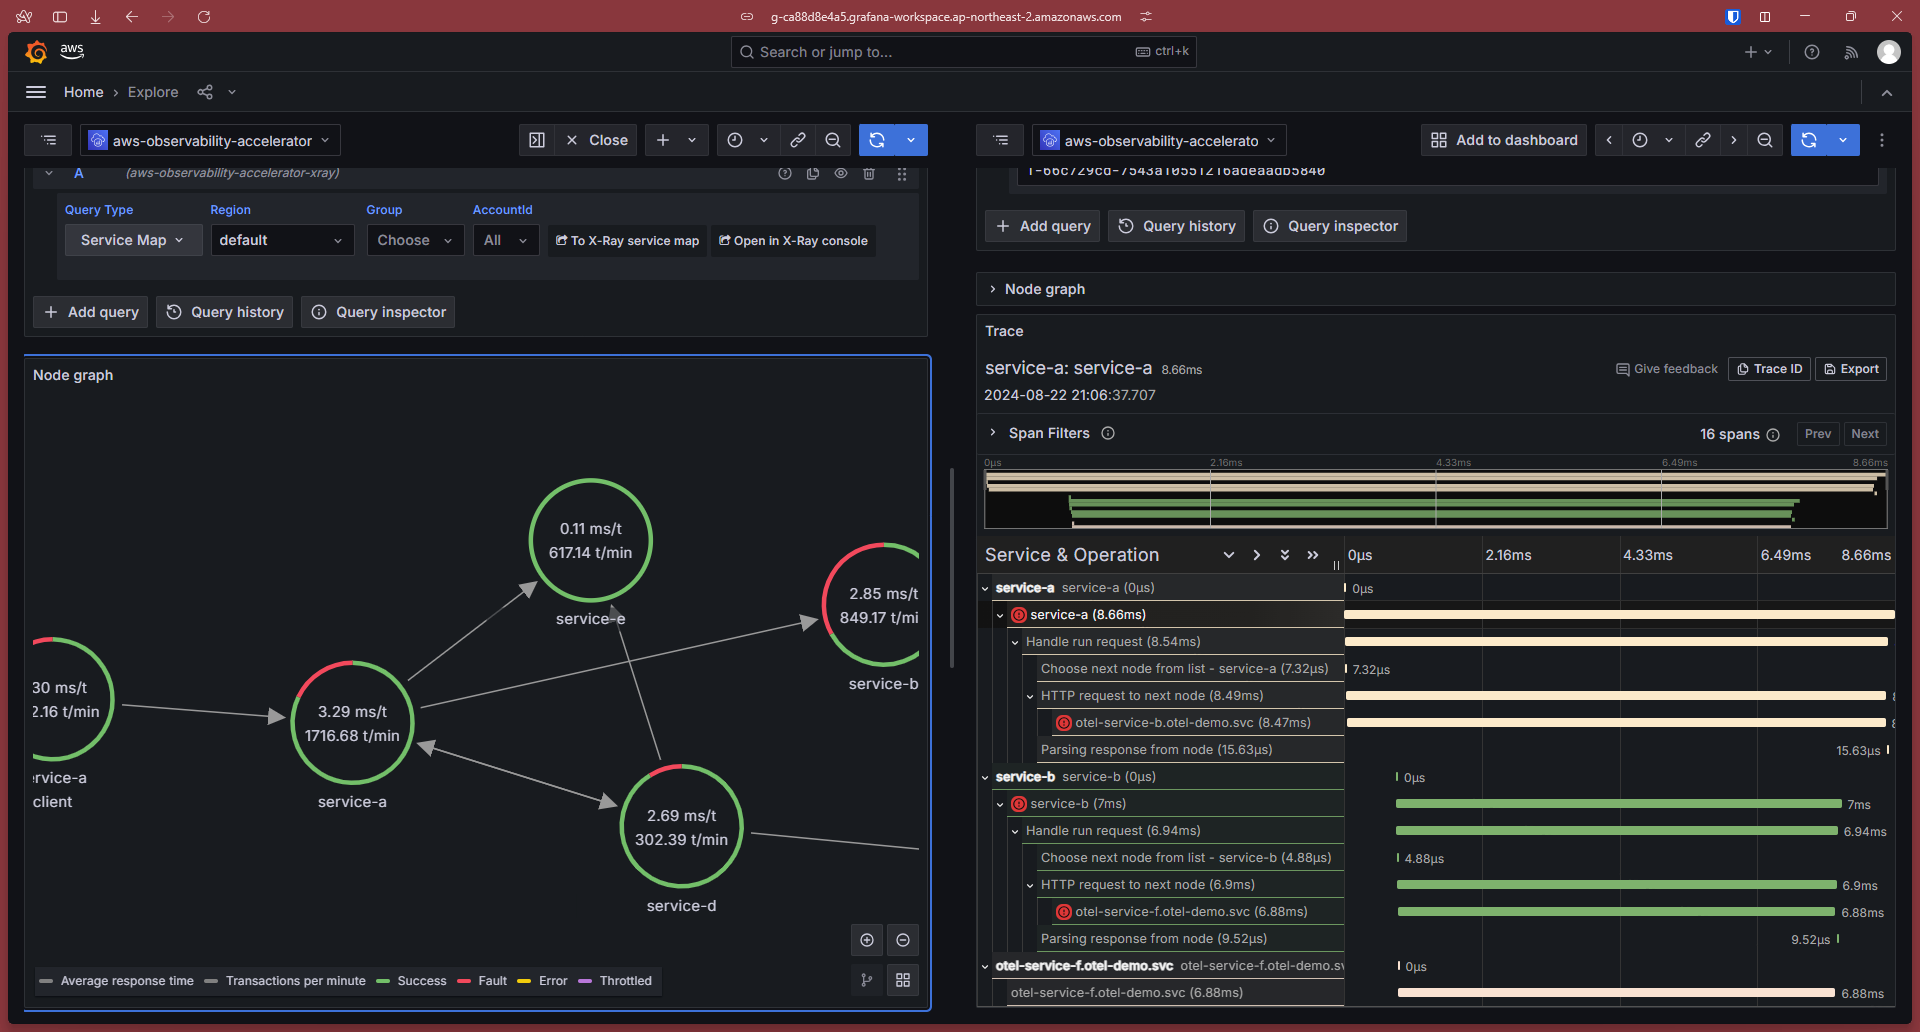 g-ca88d8e4a5.grafana-workspace.ap-northeast-2.amazonaws.com
aws
Search or jump to...
ctrl+k
Home › Explore
aws-observability-accelerator
Close
A (aws-observability-accelerator-xray)
Query Type Region Group AccountId
Service Map default Choose All To X-Ray service map Open in X-Ray console
Add query Query history Query inspector
Node graph
0.11 ms/t
617.14 t/min
service-e
2.85 ms/t
849.17 t/mi
service-b
30 ms/t
2.16 t/min
rvice-a
client
3.29 ms/t
1716.68 t/min
service-a
2.69 ms/t
302.39 t/min
service-d
Average response time Transactions per minute Success Fault Error Throttled
aws-observability-accelerato
Add to dashboard
1-66c729cd-7543a10551216adeaadb5840
Add query Query history Query inspector
Node graph
Trace
service-a: service-a 8.66ms
Give feedback Trace ID Export
2024-08-22 21:06:37.707
Span Filters
16 spans Prev Next
0µs 2.16ms 4.33ms 6.49ms 8.66ms
Service & Operation 0µs 2.16ms 4.33ms 6.49ms 8.66ms
service-a service-a (0µs) 0µs
service-a (8.66ms)
Handle run request (8.54ms)
Choose next node from list - service-a (7.32µs) 7.32µs
HTTP request to next node (8.49ms) 8
otel-service-b.otel-demo.svc (8.47ms) 8
Parsing response from node (15.63µs) 15.63µs
service-b service-b (0µs) 0µs
service-b (7ms) 7ms
Handle run request (6.94ms) 6.94ms
Choose next node from list - service-b (4.88µs) 4.88µs
HTTP request to next node (6.9ms) 6.9ms
otel-service-f.otel-demo.svc (6.88ms) 6.88ms
Parsing response from node (9.52µs) 9.52µs
otel-service-f.otel-demo.svc otel-service-f.otel-demo.sv 0µs
otel-service-f.otel-demo.svc (6.88ms) 6.88ms